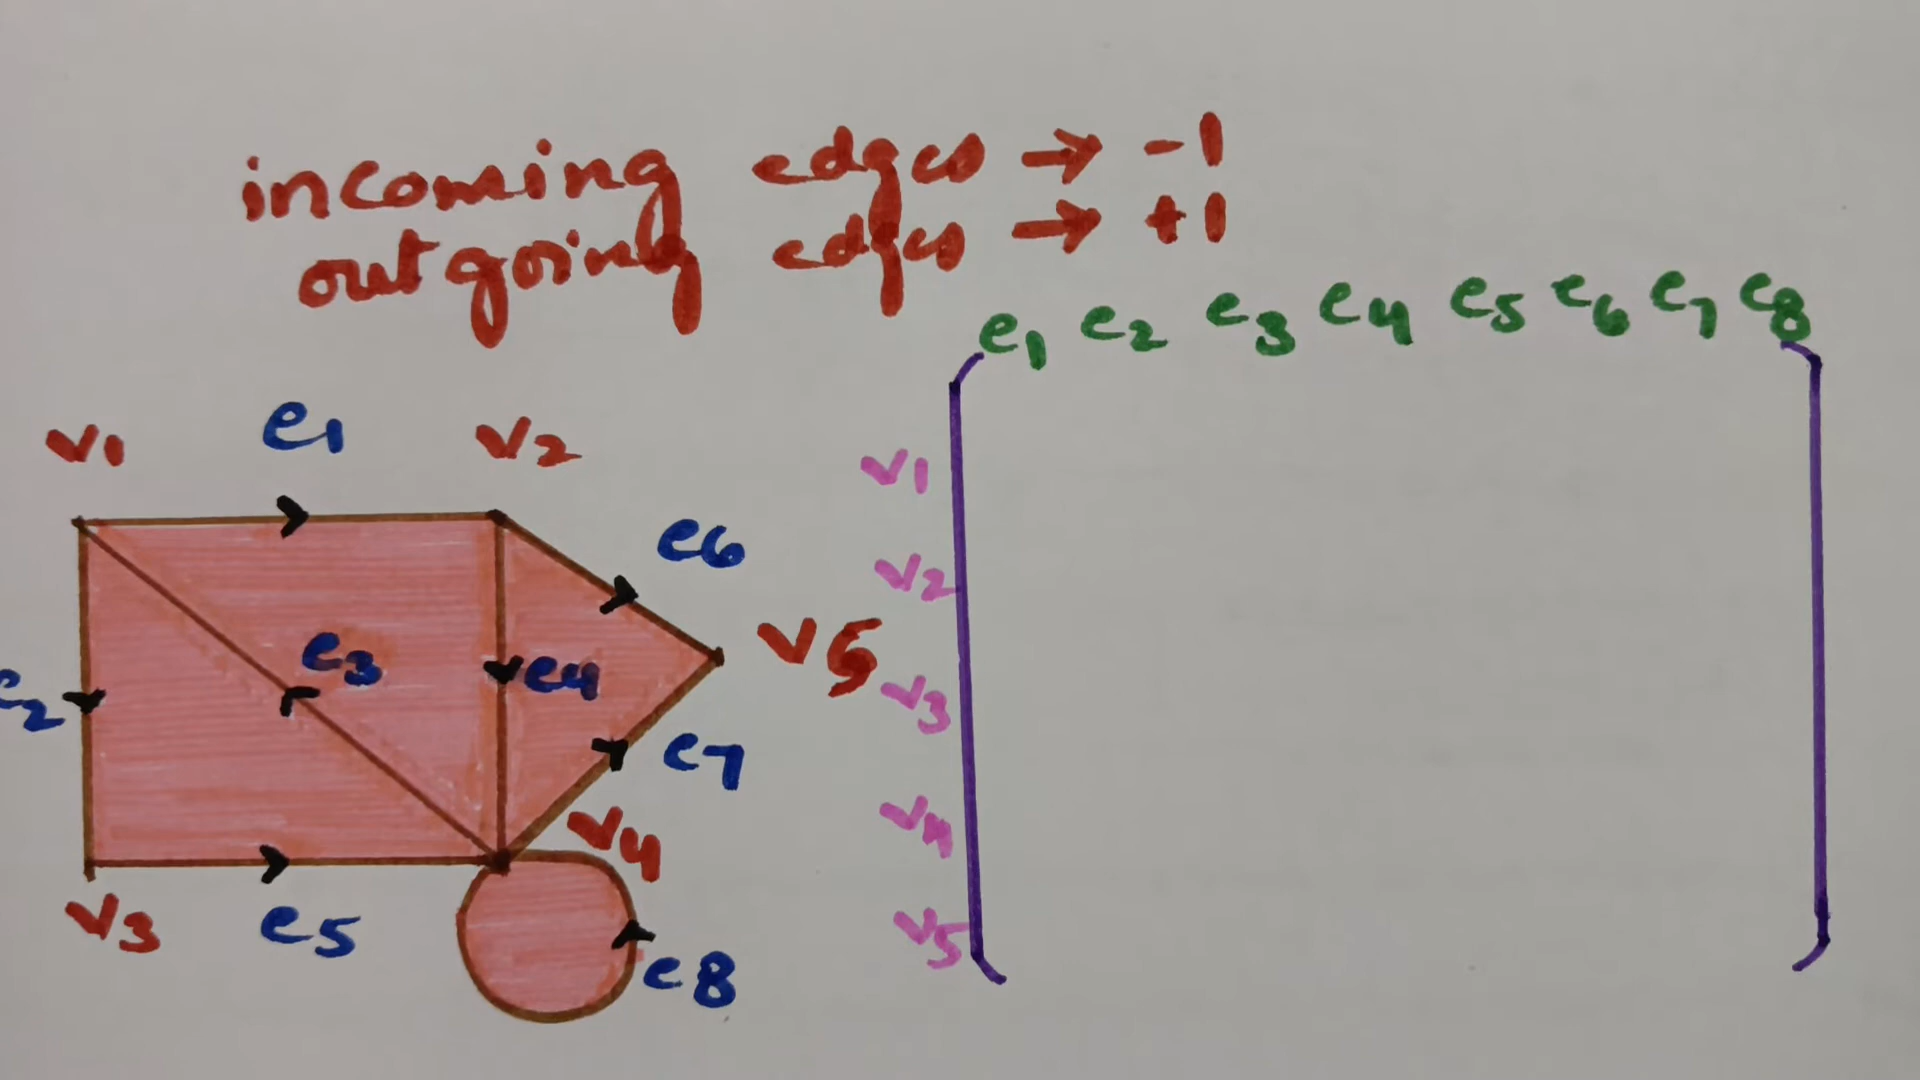 incoming edges → -1
outgoing edges → +1
e1 e2 e3 e4 e5 e6 e7 e8
v1 e1 v2
e6
v5
e3
e4
e2
e7
v4
v3 e5
e8
v1
v2
v3
v4
v5